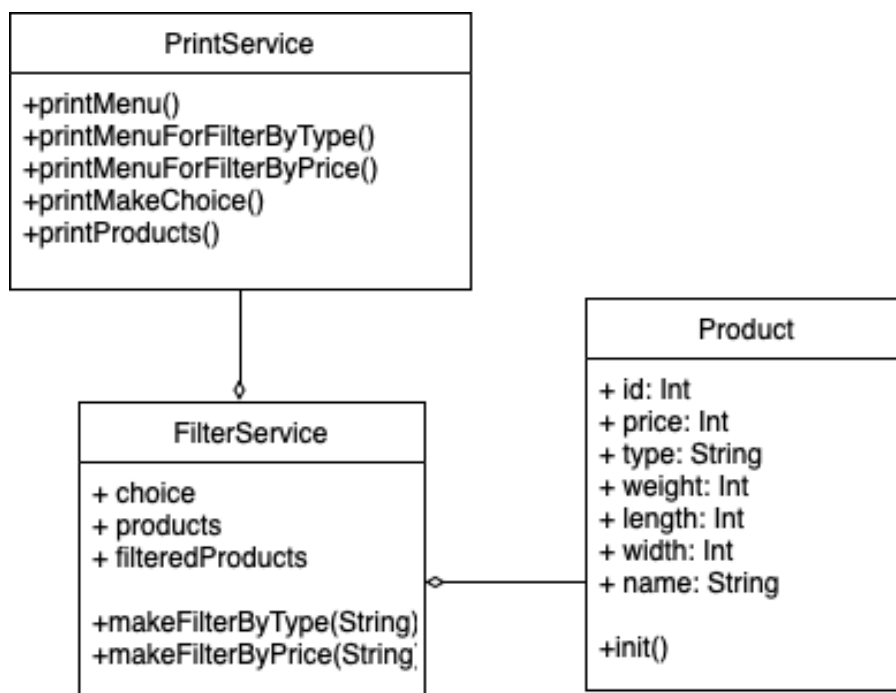 PrintService
+printMenu()
+printMenuForFilterByType()
+printMenuForFilterByPrice()
+printMakeChoice()
+printProducts()
FilterService
+ choice
+ products
+ filteredProducts
+makeFilterByType(String)
+makeFilterByPrice(String
Product
+ id: Int
+ price: Int
+ type: String
+ weight: Int
+ length: Int
+ width: Int
+ name: String
+init()